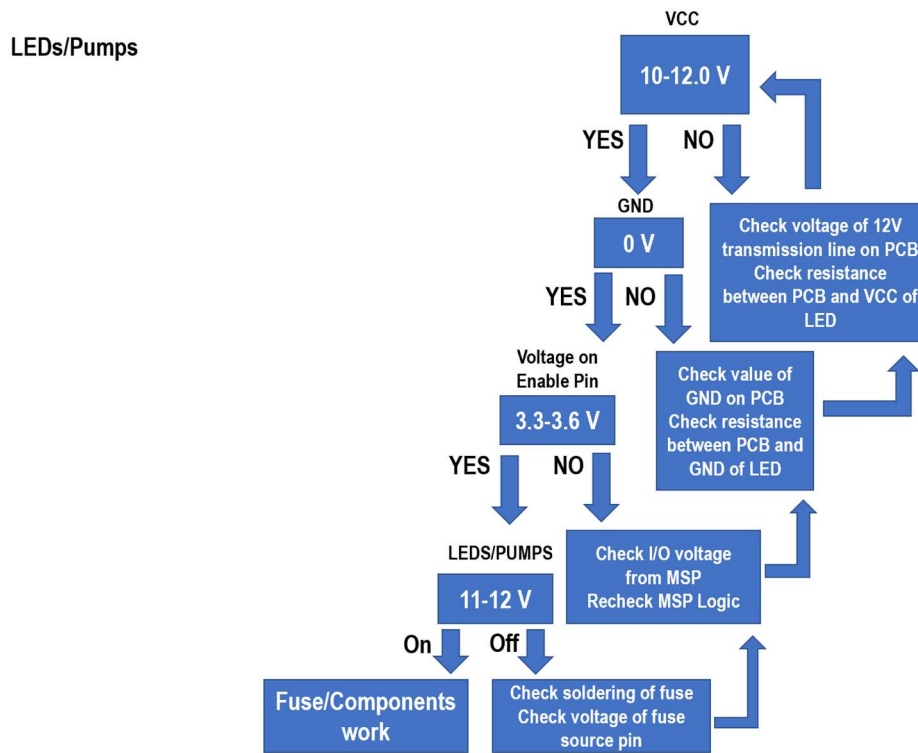 VCC
LEDs/Pumps
10-12.0 V
YES
NO
GND
0 V
Check voltage of 12V
transmission line on PCB
Check resistance
between PCB and VCC of
LED
YES
NO
Voltage on
Enable Pin
3.3-3.6 V
Check value of
GND on PCB
Check resistance
between PCB and
GND of LED
YES
NO
LEDS/PUMPS
11-12 V
Check I/O voltage
from MSP
Recheck MSP Logic
On
Off
Fuse/Components
work
Check soldering of fuse
Check voltage of fuse
source pin